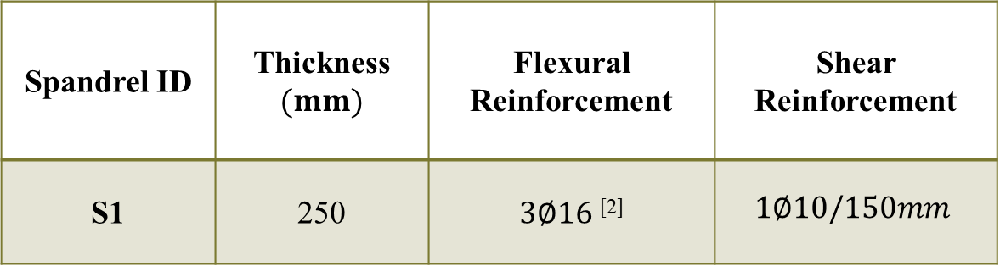 Spandrel ID
Thickness
(mm)
Flexural
Reinforcement
Shear
Reinforcement
S1
250
3Ø16 [2]
1Ø10/150mm